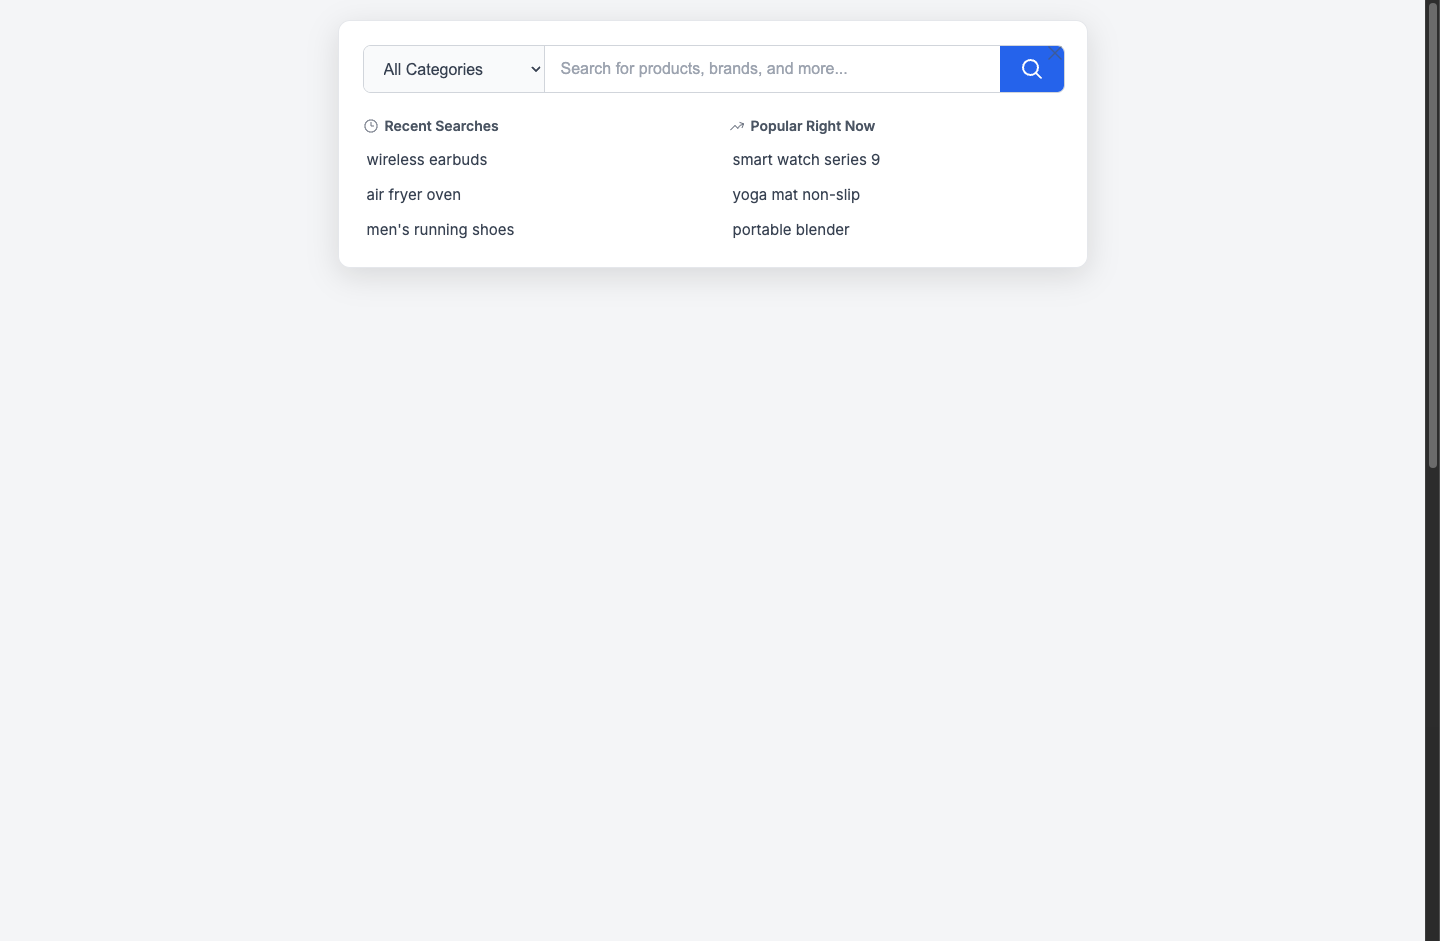 All Categories
Search for products, brands, and more...
Recent Searches
wireless earbuds
air fryer oven
men's running shoes
Popular Right Now
smart watch series 9
yoga mat non-slip
portable blender